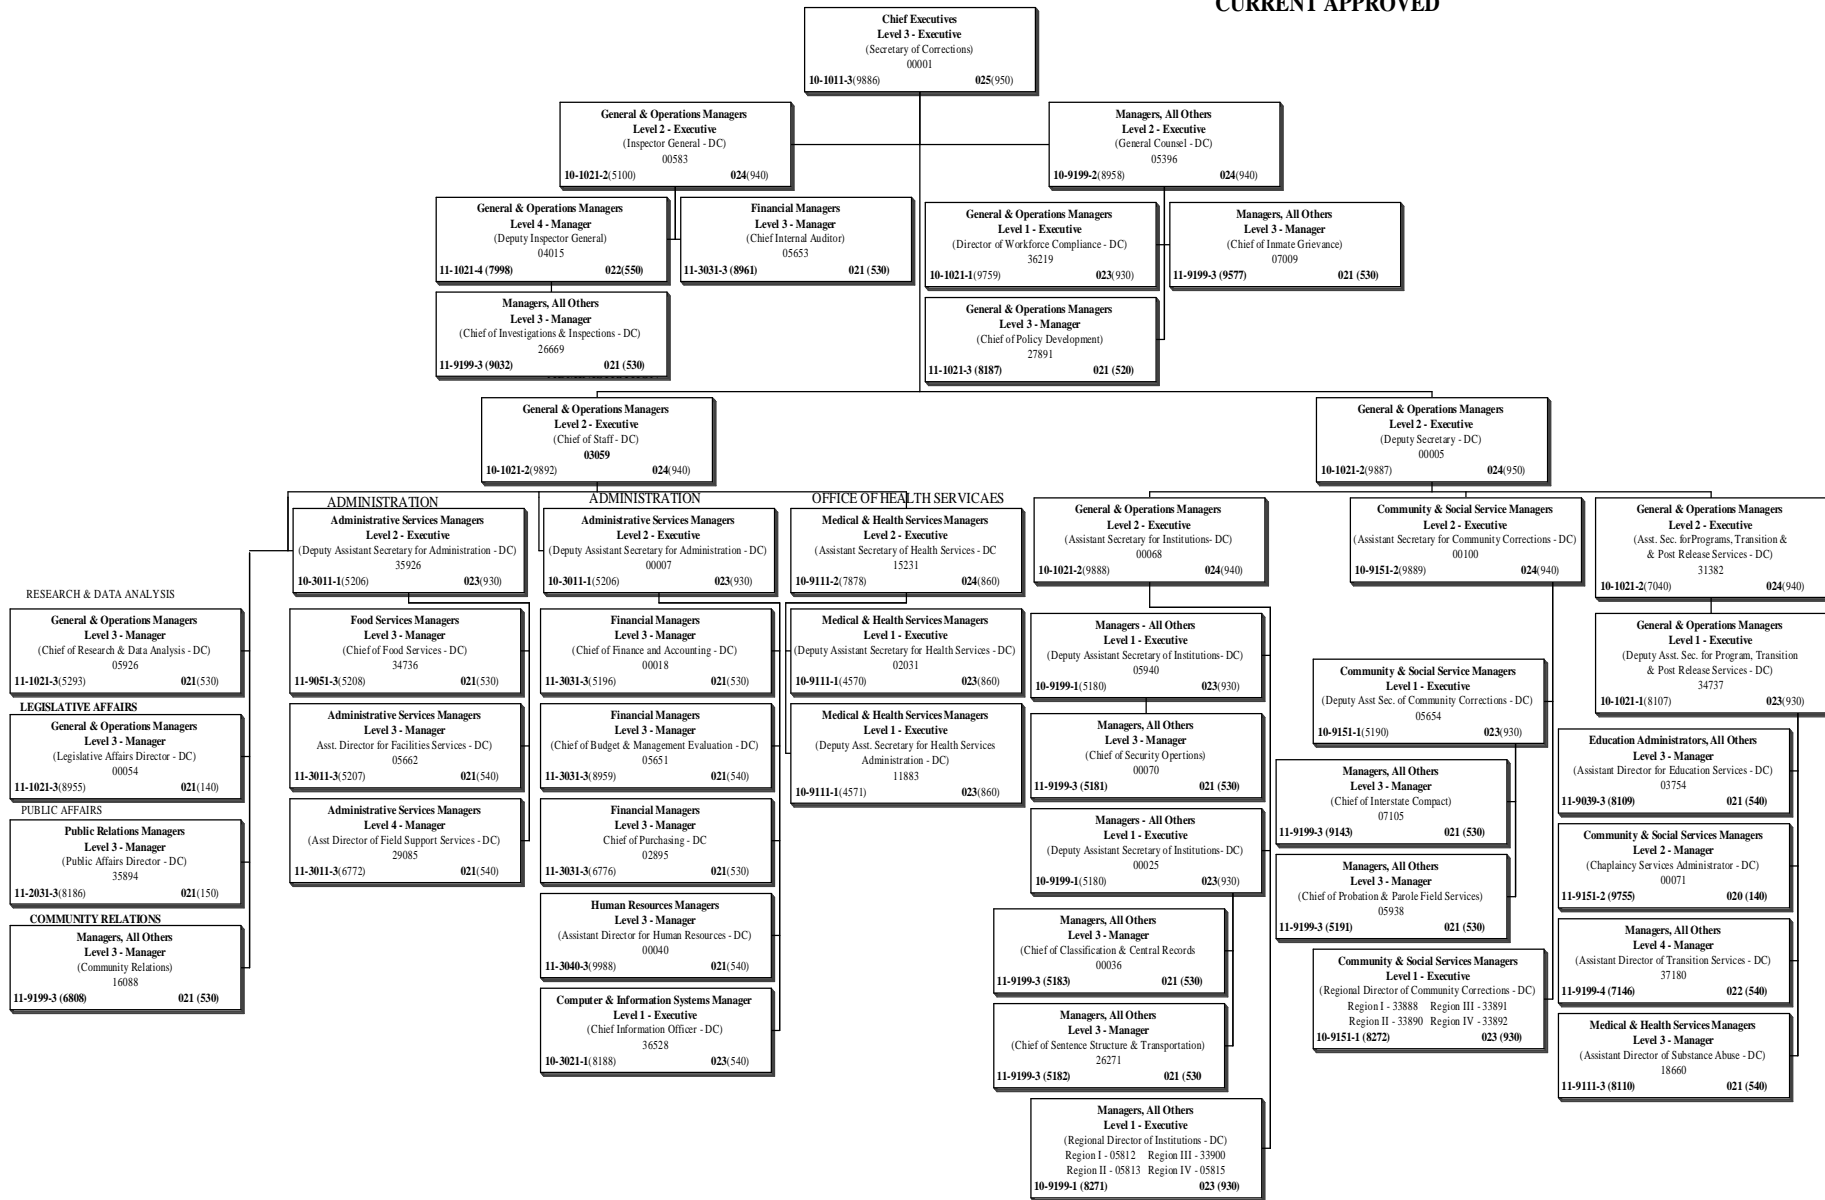 CURRENT APPROVED
Chief Executives
Level 3 - Executive
(Secretary of Corrections)
00001
10-1011-3(9886) 025(950)
General & Operations Managers
Level 2 - Executive
(Inspector General - DC)
00583
10-1021-2(5100) 024(940)
Managers, All Others
Level 2 - Executive
(General Counsel - DC)
05396
10-9199-2(8958) 024(940)
General & Operations Managers
Level 4 - Manager
(Deputy Inspector General)
04015
11-1021-4 (7998) 022(550)
Financial Managers
Level 3 - Manager
(Chief Internal Auditor)
05653
11-3031-3 (8961) 021 (530)
General & Operations Managers
Level 1 - Executive
(Director of Workforce Compliance - DC)
36219
10-1021-1(9759) 023(930)
Managers, All Others
Level 3 - Manager
(Chief of Inmate Grievance)
07009
11-9199-3 (9577) 021 (530)
Managers, All Others
Level 3 - Manager
(Chief of Investigations & Inspections - DC)
26669
11-9199-3 (9032) 021 (530)
General & Operations Managers
Level 3 - Manager
(Chief of Policy Development)
27891
11-1021-3 (8187) 021 (520)
General & Operations Managers
Level 2 - Executive
(Chief of Staff - DC)
03059
10-1021-2(9892) 024(940)
General & Operations Managers
Level 2 - Executive
(Deputy Secretary - DC)
00005
10-1021-2(9887) 024(950)
ADMINISTRATION
Administrative Services Managers
Level 2 - Executive
(Deputy Assistant Secretary for Administration - DC)
35926
10-3011-1(5206) 023(930)
ADMINISTRATION
Administrative Services Managers
Level 2 - Executive
(Deputy Assistant Secretary for Administration - DC)
00007
10-3011-1(5206) 023(930)
OFFICE OF HEALTH SERVICAES
Medical & Health Services Managers
Level 2 - Executive
(Assistant Secretary of Health Services - DC
15231
10-9111-2(7878) 024(860)
General & Operations Managers
Level 2 - Executive
(Assistant Secretary for Institutions- DC)
00068
10-1021-2(9888) 024(940)
Community & Social Service Managers
Level 2 - Executive
(Assistant Secretary for Community Corrections - DC)
00100
10-9151-2(9889) 024(940)
General & Operations Managers
Level 2 - Executive
(Asst. Sec. forPrograms, Transition &
& Post Release Services - DC)
31382
10-1021-2(7040) 024(940)
RESEARCH & DATA ANALYSIS
General & Operations Managers
Level 3 - Manager
(Chief of Research & Data Analysis - DC)
05926
11-1021-3(5293) 021(530)
LEGISLATIVE AFFAIRS
General & Operations Managers
Level 3 - Manager
(Legislative Affairs Director - DC)
00054
11-1021-3(8955) 021(140)
PUBLIC AFFAIRS
Public Relations Managers
Level 3 - Manager
(Public Affairs Director - DC)
35894
11-2031-3(8186) 021(150)
COMMUNITY RELATIONS
Managers, All Others
Level 3 - Manager
(Community Relations)
16088
11-9199-3 (6808) 021 (530)
Food Services Managers
Level 3 - Manager
(Chief of Food Services - DC)
34736
11-9051-3(5208) 021(530)
Administrative Services Managers
Level 3 - Manager
Asst. Director for Facilities Services - DC)
05662
11-3011-3(5207) 021(540)
Administrative Services Managers
Level 4 - Manager
(Asst Director of Field Support Services - DC)
29085
11-3011-3(6772) 021(540)
Financial Managers
Level 3 - Manager
(Chief of Finance and Accounting - DC)
00018
11-3031-3(5196) 021(530)
Financial Managers
Level 3 - Manager
(Chief of Budget & Management Evaluation - DC)
05651
11-3031-3(8959) 021(540)
Financial Managers
Level 3 - Manager
Chief of Purchasing - DC
02895
11-3031-3(6776) 021(530)
Human Resources Managers
Level 3 - Manager
(Assistant Director for Human Resources - DC)
00040
11-3040-3(9988) 021(540)
Computer & Information Systems Manager
Level 1 - Executive
(Chief Information Officer - DC)
36528
10-3021-1(8188) 023(540)
Medical & Health Services Managers
Level 1 - Executive
(Deputy Assistant Secretary for Health Services - DC)
02031
10-9111-1(4570) 023(860)
Medical & Health Services Managers
Level 1 - Executive
(Deputy Asst. Secretary for Health Services
Administration - DC)
11883
10-9111-1(4571) 023(860)
Managers - All Others
Level 1 - Executive
(Deputy Assistant Secretary of Institutions- DC)
05940
10-9199-1(5180) 023(930)
Managers, All Others
Level 3 - Manager
(Chief of Security Opertions)
00070
11-9199-3 (5181) 021 (530)
Managers - All Others
Level 1 - Executive
(Deputy Assistant Secretary of Institutions- DC)
00025
10-9199-1(5180) 023(930)
Managers, All Others
Level 3 - Manager
(Chief of Classification & Central Records
00036
11-9199-3 (5183) 021 (530)
Managers, All Others
Level 3 - Manager
(Chief of Sentence Structure & Transportation)
26271
11-9199-3 (5182) 021 (530
Managers, All Others
Level 1 - Executive
(Regional Director of Institutions - DC)
Region I - 05812 Region III - 33900
Region II - 05813 Region IV - 05815
10-9199-1 (8271) 023 (930)
Community & Social Service Managers
Level 1 - Executive
(Deputy Asst Sec. of Community Corrections - DC)
05654
10-9151-1(5190) 023(930)
Managers, All Others
Level 3 - Manager
(Chief of Interstate Compact)
07105
11-9199-3 (9143) 021 (530)
Managers, All Others
Level 3 - Manager
(Chief of Probation & Parole Field Services)
05938
11-9199-3 (5191) 021 (530)
Community & Social Services Managers
Level 1 - Executive
(Regional Director of Community Corrections - DC)
Region I - 33888 Region III - 33891
Region II - 33890 Region IV - 33892
10-9151-1 (8272) 023 (930)
General & Operations Managers
Level 1 - Executive
(Deputy Asst. Sec. for Program, Transition
& Post Release Services - DC)
34737
10-1021-1(8107) 023(930)
Education Administrators, All Others
Level 3 - Manager
(Assistant Director for Education Services - DC)
03754
11-9039-3 (8109) 021 (540)
Community & Social Services Managers
Level 2 - Manager
(Chaplaincy Services Administrator - DC)
00071
11-9151-2 (9755) 020 (140)
Managers, All Others
Level 4 - Manager
(Assistant Director of Transition Services - DC)
37180
11-9199-4 (7146) 022 (540)
Medical & Health Services Managers
Level 3 - Manager
(Assistant Director of Substance Abuse - DC)
18660
11-9111-3 (8110) 021 (540)